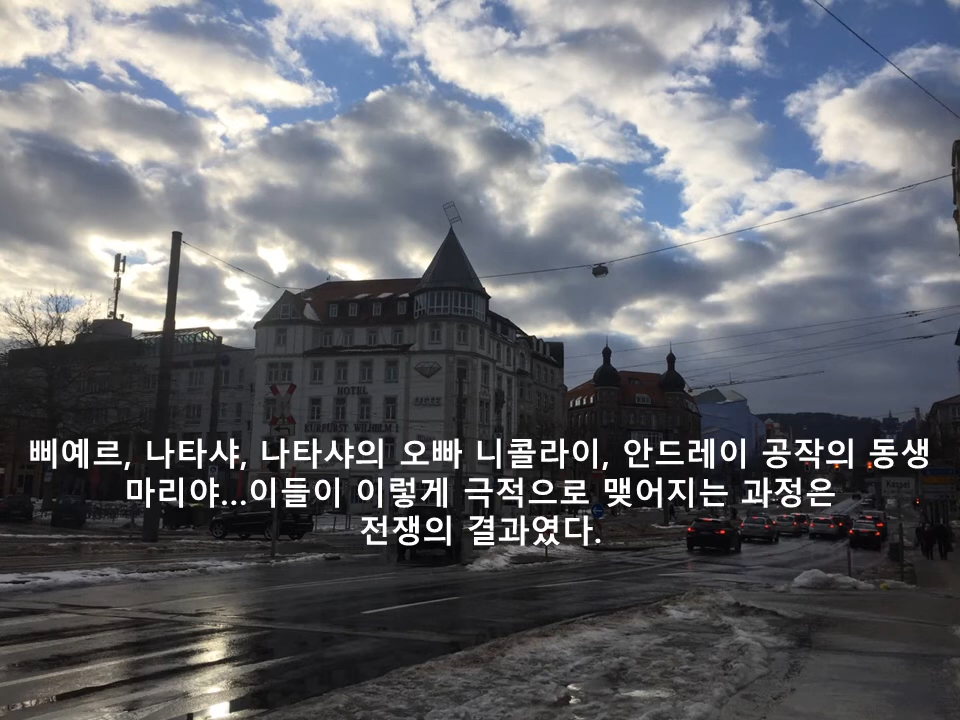 HOTEL
KURFÜRST WILHELM I
Kassel
삐예르, 나타샤, 나타샤의 오빠 니콜라이, 안드레이 공작의 동생
마리야...이들이 이렇게 극적으로 맺어지는 과정은
전쟁의 결과였다.